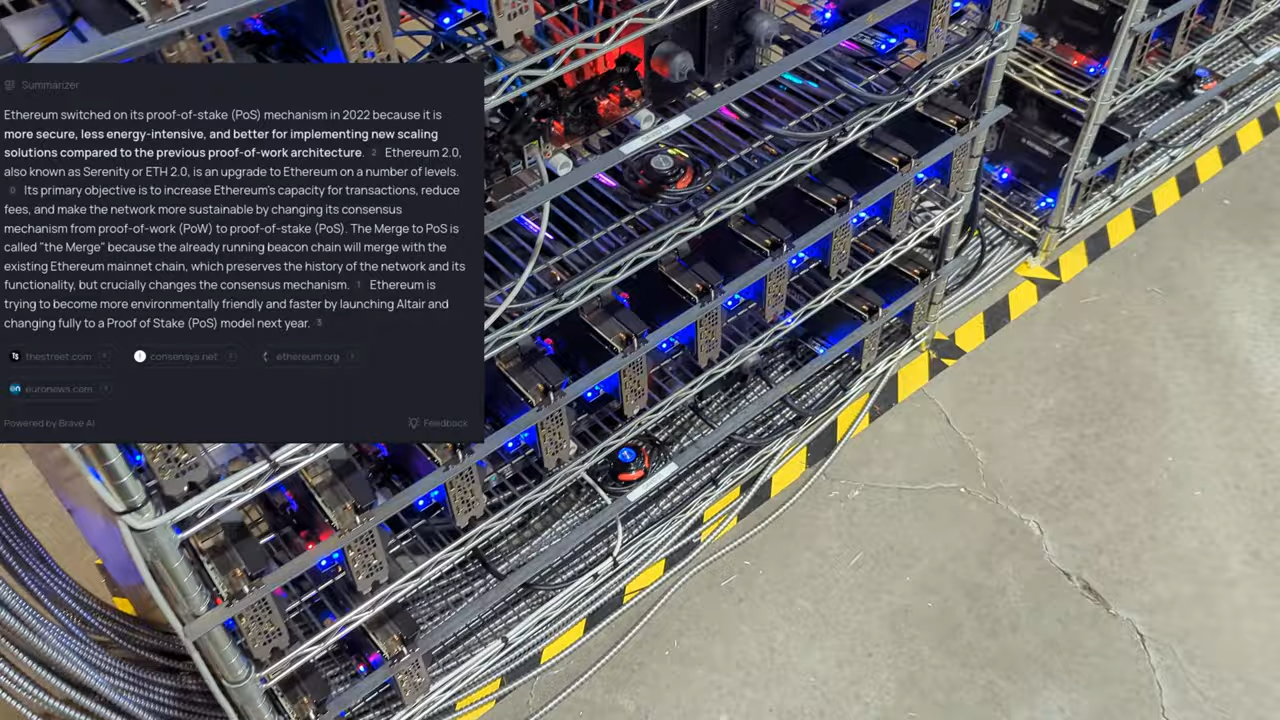 Summarizer
Ethereum switched on its proof-of-stake (PoS) mechanism in 2022 because it is
more secure, less energy-intensive, and better for implementing new scaling
solutions compared to the previous proof-of-work architecture. 2 Ethereum 2.0,
also known as Serenity or ETH 2.0, is an upgrade to Ethereum on a number of levels.
0 Its primary objective is to increase Ethereum's capacity for transactions, reduce
fees, and make the network more sustainable by changing its consensus
mechanism from proof-of-work (PoW) to proof-of-stake (PoS). The Merge to PoS is
called "the Merge" because the already running beacon chain will merge with the
existing Ethereum mainnet chain, which preserves the history of the network and its
functionality, but crucially changes the consensus mechanism. 1 Ethereum is
trying to become more environmentally friendly and faster by launching Altair and
changing fully to a Proof of Stake (PoS) model next year. 3
thestreet.com
consensys.net
ethereum.org
euronews.com
Powered by Brave AI
Feedback